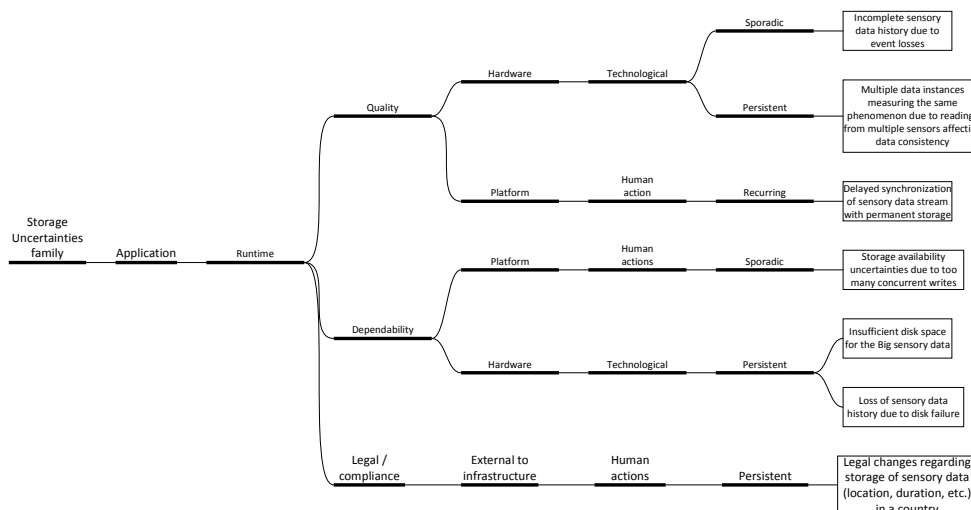 Storage
Uncertainties
family
Application
Runtime
Quality
Hardware
Technological
Sporadic
Incomplete sensory
data history due to
event losses
Persistent
Multiple data instances
measuring the same
phenomenon due to reading
from multiple sensors affecti
data consistency
Platform
Human
action
Recurring
Delayed synchronization
of sensory data stream
with permanent storage
Dependability
Platform
Human
actions
Sporadic
Storage availability
uncertainties due to too
many concurrent writes
Hardware
Technological
Persistent
Insufficient disk space
for the Big sensory data
Loss of sensory data
history due to disk failure
Legal /
compliance
External to
infrastructure
Human
actions
Persistent
Legal changes regarding
storage of sensory data
(location, duration, etc.)
in a country